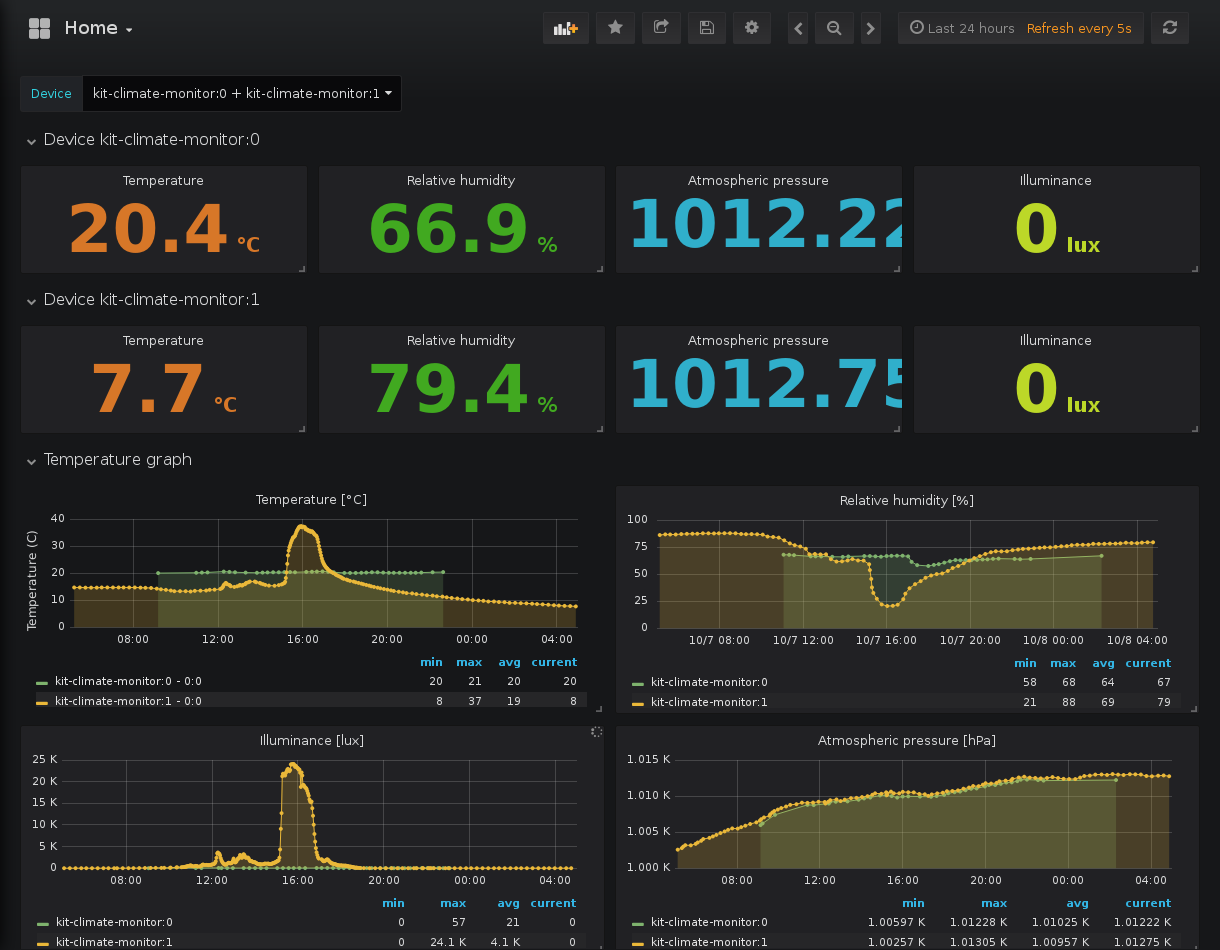 Home
Last 24 hours Refresh every 5s
Device kit-climate-monitor:0 + kit-climate-monitor:1
Device kit-climate-monitor:0
Temperature Relative humidity Atmospheric pressure Illuminance
20.4 °C 66.9 % 1012.22 0 lux
Device kit-climate-monitor:1
Temperature Relative humidity Atmospheric pressure Illuminance
7.7 °C 79.4 % 1012.75 0 lux
Temperature graph
Temperature [°C]
Temperature (C)
40
30
20
10
0
08:00 12:00 16:00 20:00 00:00 04:00
min max avg current
kit-climate-monitor:0 - 0:0 20 21 20 20
kit-climate-monitor:1 - 0:0 8 37 19 8
Relative humidity [%]
100
75
50
25
0
10/7 08:00 10/7 12:00 10/7 16:00 10/7 20:00 10/8 00:00 10/8 04:00
min max avg current
kit-climate-monitor:0 58 68 64 67
kit-climate-monitor:1 21 88 69 79
Illuminance [lux]
25 K
20 K
15 K
10 K
5 K
0
08:00 12:00 16:00 20:00 00:00 04:00
min max avg current
kit-climate-monitor:0 0 57 21 0
kit-climate-monitor:1 0 24.1 K 4.1 K 0
Atmospheric pressure [hPa]
1.015 K
1.010 K
1.005 K
1.000 K
08:00 12:00 16:00 20:00 00:00 04:00
min max avg current
kit-climate-monitor:0 1.00597 K 1.01228 K 1.01025 K 1.01222 K
kit-climate-monitor:1 1.00257 K 1.01305 K 1.00957 K 1.01275 K